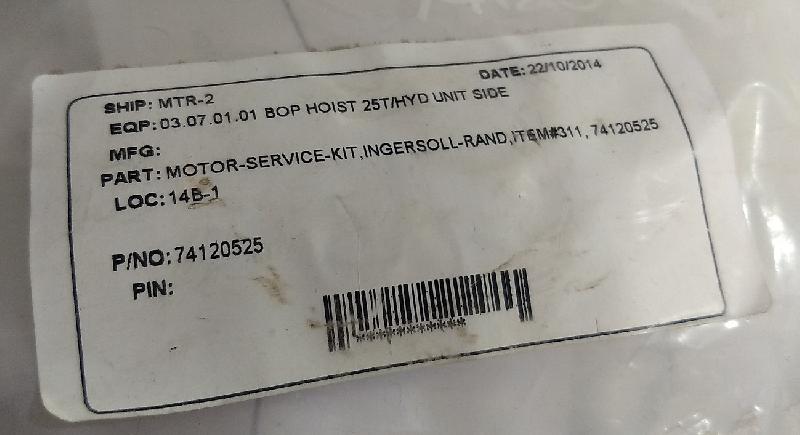 DATE: 22/10/2014
SHIP: MTR-2
EQP: 03.07.01.01 BOP HOIST 25T/HYD UNIT SIDE
MFG:
PART: MOTOR-SERVICE-KIT,INGERSOLL-RAND,ITEM#311, 74120525
LOC: 14B-1
P/NO: 74120525
PIN: